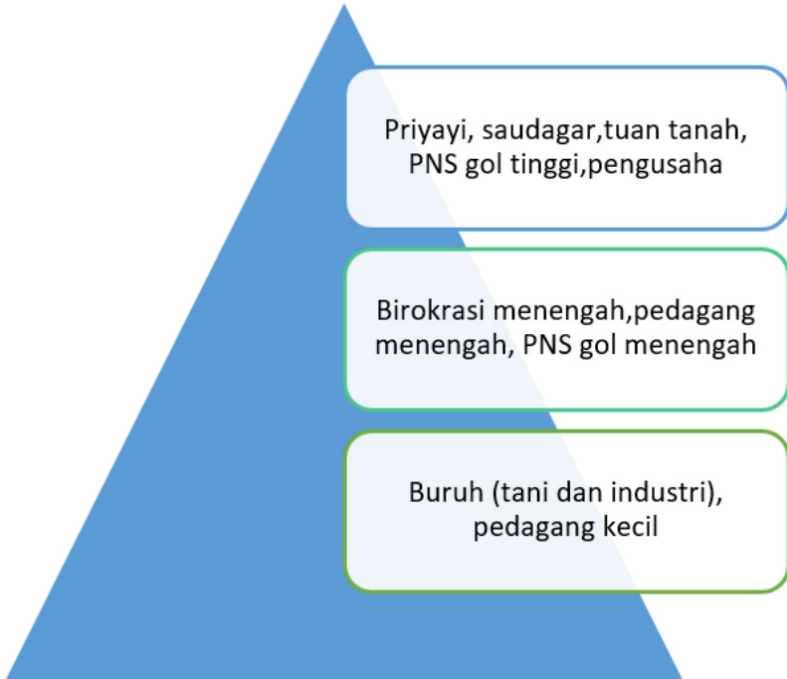 Priyayi, saudagar,tuan tanah,
PNS gol tinggi,pengusaha
Birokrasi menengah,pedagang
menengah, PNS gol menengah
Buruh (tani dan industri),
pedagang kecil